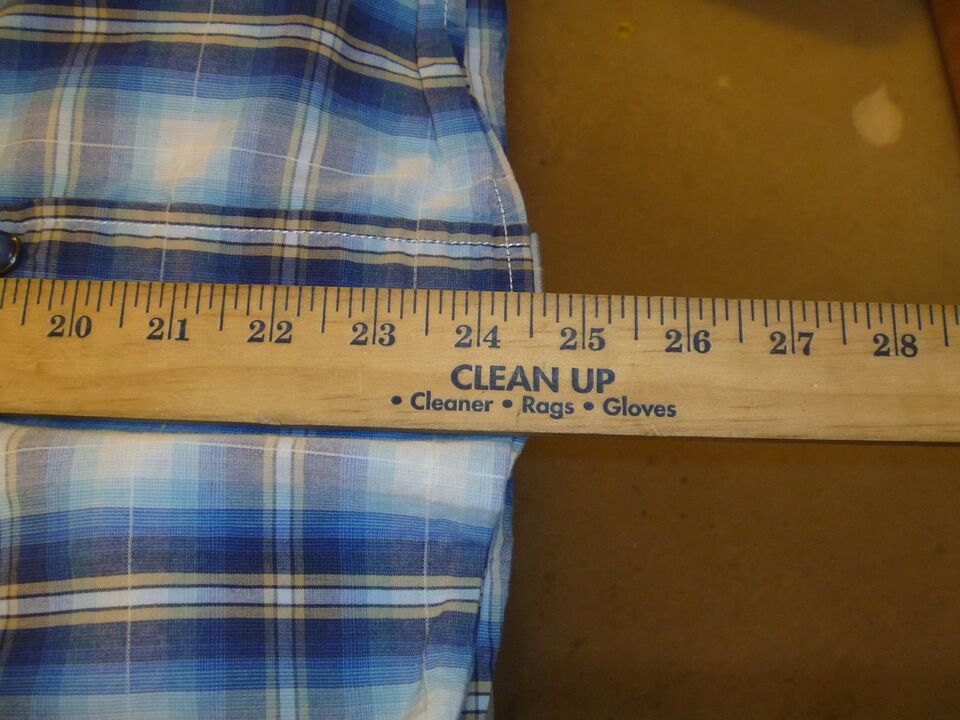 20 21 22 23 24 25 26 27 28
CLEAN UP
• Cleaner • Rags • Gloves